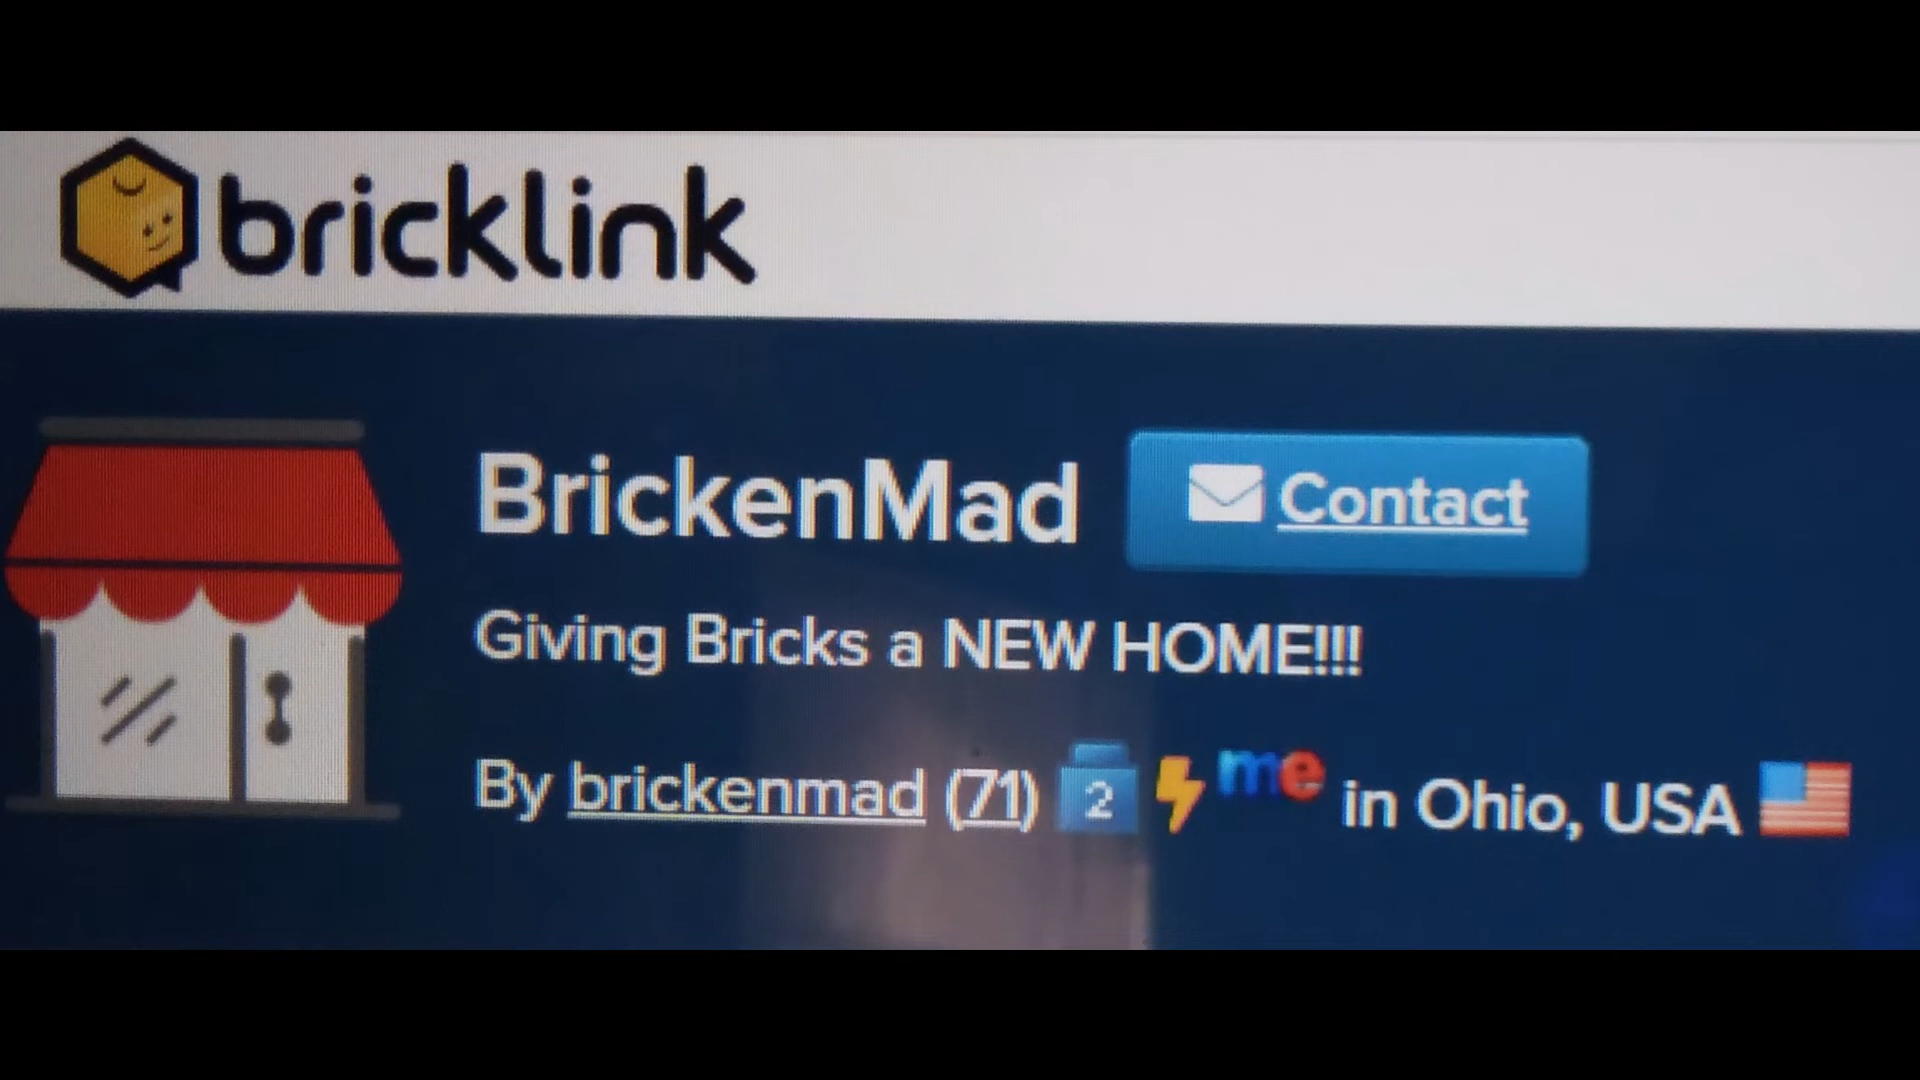 bricklink
BrickenMad Contact
Giving Bricks a NEW HOME!!!
By brickenmad (71) 2 me in Ohio, USA